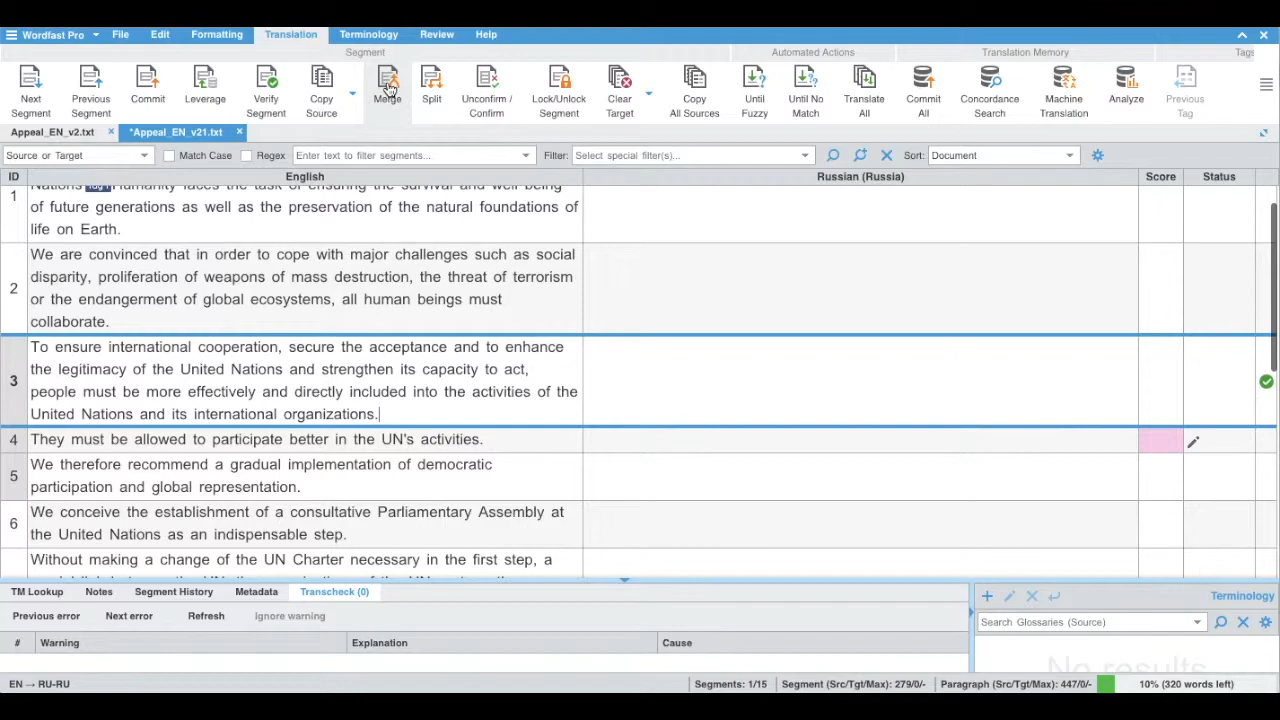 Wordfast Pro File Edit Formatting Translation Terminology Review Help
Segment Automated Actions Translation Memory Tags
Next Segment
Previous Segment
Commit
Leverage
Verify Segment
Copy Source
Merge
Split
Unconfirm / Confirm
Lock/Unlock Segment
Clear Target
Copy All Sources
Until Fuzzy
Until No Match
Translate All
Commit All
Concordance Search
Machine Translation
Analyze
Previous Tag
Appeal_EN_v2.txt *Appeal_EN_v21.txt
Source or Target Match Case Regex Enter text to filter segments... Filter: Select special filter(s)... Sort: Document
ID English Russian (Russia) Score Status
1
Nations Humanity faces the task of ensuring the survival and well-being
of future generations as well as the preservation of the natural foundations of
life on Earth.
2
We are convinced that in order to cope with major challenges such as social
disparity, proliferation of weapons of mass destruction, the threat of terrorism
or the endangerment of global ecosystems, all human beings must
collaborate.
3
To ensure international cooperation, secure the acceptance and to enhance
the legitimacy of the United Nations and strengthen its capacity to act,
people must be more effectively and directly included into the activities of the
United Nations and its international organizations.
4 They must be allowed to participate better in the UN's activities.
5
We therefore recommend a gradual implementation of democratic
participation and global representation.
6
We conceive the establishment of a consultative Parliamentary Assembly at
the United Nations as an indispensable step.
Without making a change of the UN Charter necessary in the first step, a
TM Lookup Notes Segment History Metadata Transcheck (0) Terminology
Previous error Next error Refresh Ignore warning Search Glossaries (Source)
# Warning Explanation Cause
No results
EN → RU-RU Segments: 1/15 Segment (Src/Tgt/Max): 279/0/- Paragraph (Src/Tgt/Max): 447/0/- 10% (320 words left)